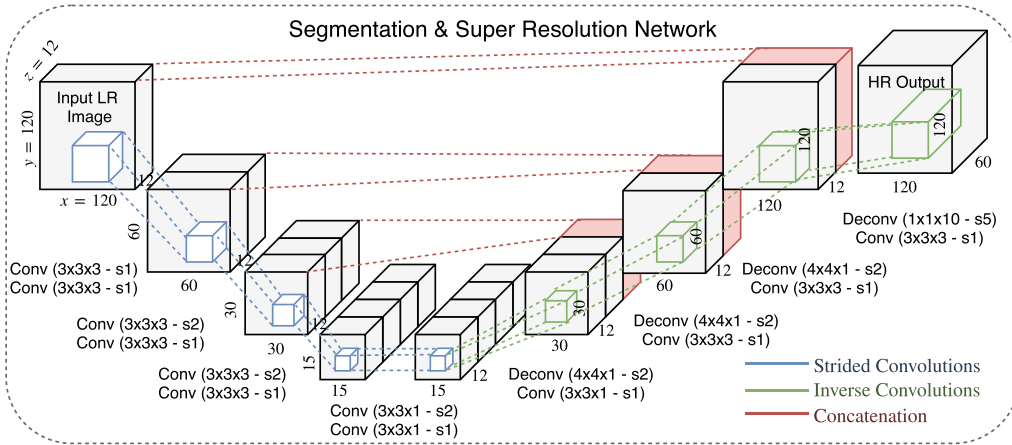 Segmentation & Super Resolution Network
z = 12
Input LR
Image
y = 120
x = 120
12
HR Output
120
60
120
120
12
120
60
60
12
60
12
60
30
30
12
30
12
30
15
15
15
12
Conv (3x3x3 - s1)
Conv (3x3x3 - s1)
Conv (3x3x3 - s2)
Conv (3x3x3 - s1)
Conv (3x3x3 - s2)
Conv (3x3x3 - s1)
Conv (3x3x1 - s2)
Conv (3x3x1 - s1)
Deconv (4x4x1 - s2)
Conv (3x3x1 - s1)
Deconv (4x4x1 - s2)
Conv (3x3x3 - s1)
Deconv (4x4x1 - s2)
Conv (3x3x3 - s1)
Deconv (1x1x10 - s5)
Conv (3x3x3 - s1)
Strided Convolutions
Inverse Convolutions
Concatenation